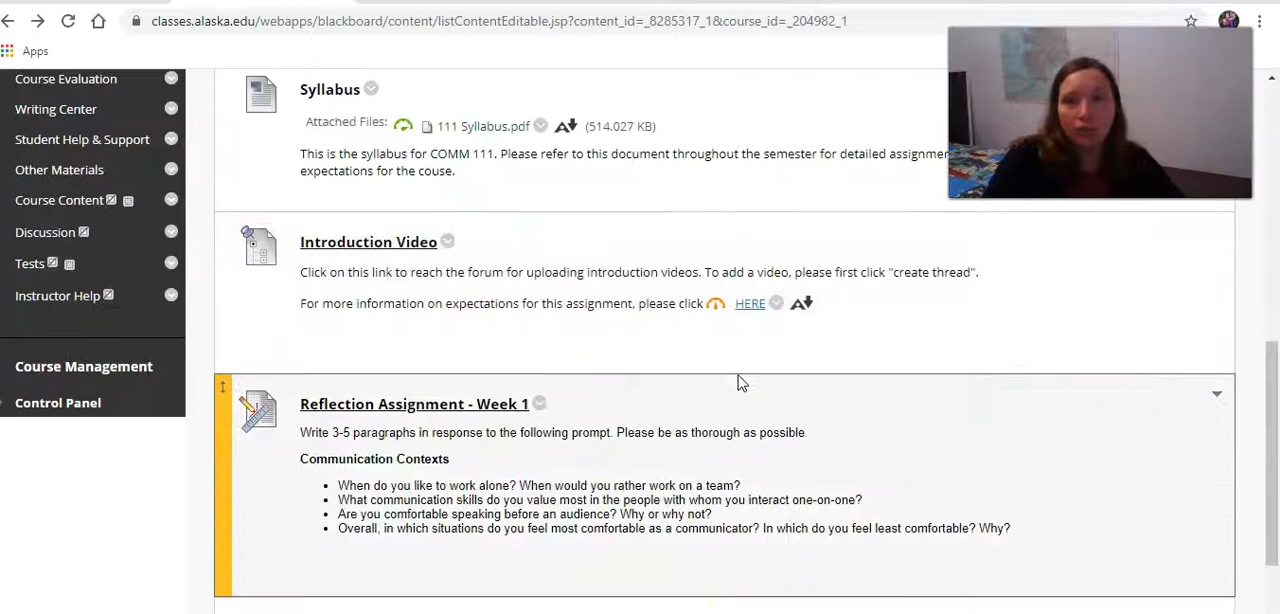 classes.alaska.edu/webapps/blackboard/content/listContentEditable.jsp?content_id=_8285317_1&course_id=_204982_1
Apps
Course Evaluation
Writing Center
Student Help & Support
Other Materials
Course Content
Discussion
Tests
Instructor Help
Course Management
Control Panel
Syllabus
Attached Files: 111 Syllabus.pdf (514.027 KB)
This is the syllabus for COMM 111. Please refer to this document throughout the semester for detailed
expectations for the couse.
Introduction Video
Click on this link to reach the forum for uploading introduction videos. To add a video, please first click "create thread".
For more information on expectations for this assignment, please click HERE
Reflection Assignment - Week 1
Write 3-5 paragraphs in response to the following prompt. Please be as thorough as possible.
Communication Contexts
• When do you like to work alone? When would you rather work on a team?
• What communication skills do you value most in the people with whom you interact one-on-one?
• Are you comfortable speaking before an audience? Why or why not?
• Overall, in which situations do you feel most comfortable as a communicator? In which do you feel least comfortable? Why?